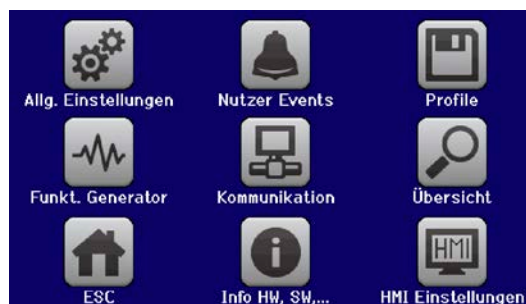 Allg. Einstellungen
Nutzer Events
Profile
Funkt. Generator
Kommunikation
Übersicht
HMI
ESC
Info HW, SW,...
HMI Einstellungen